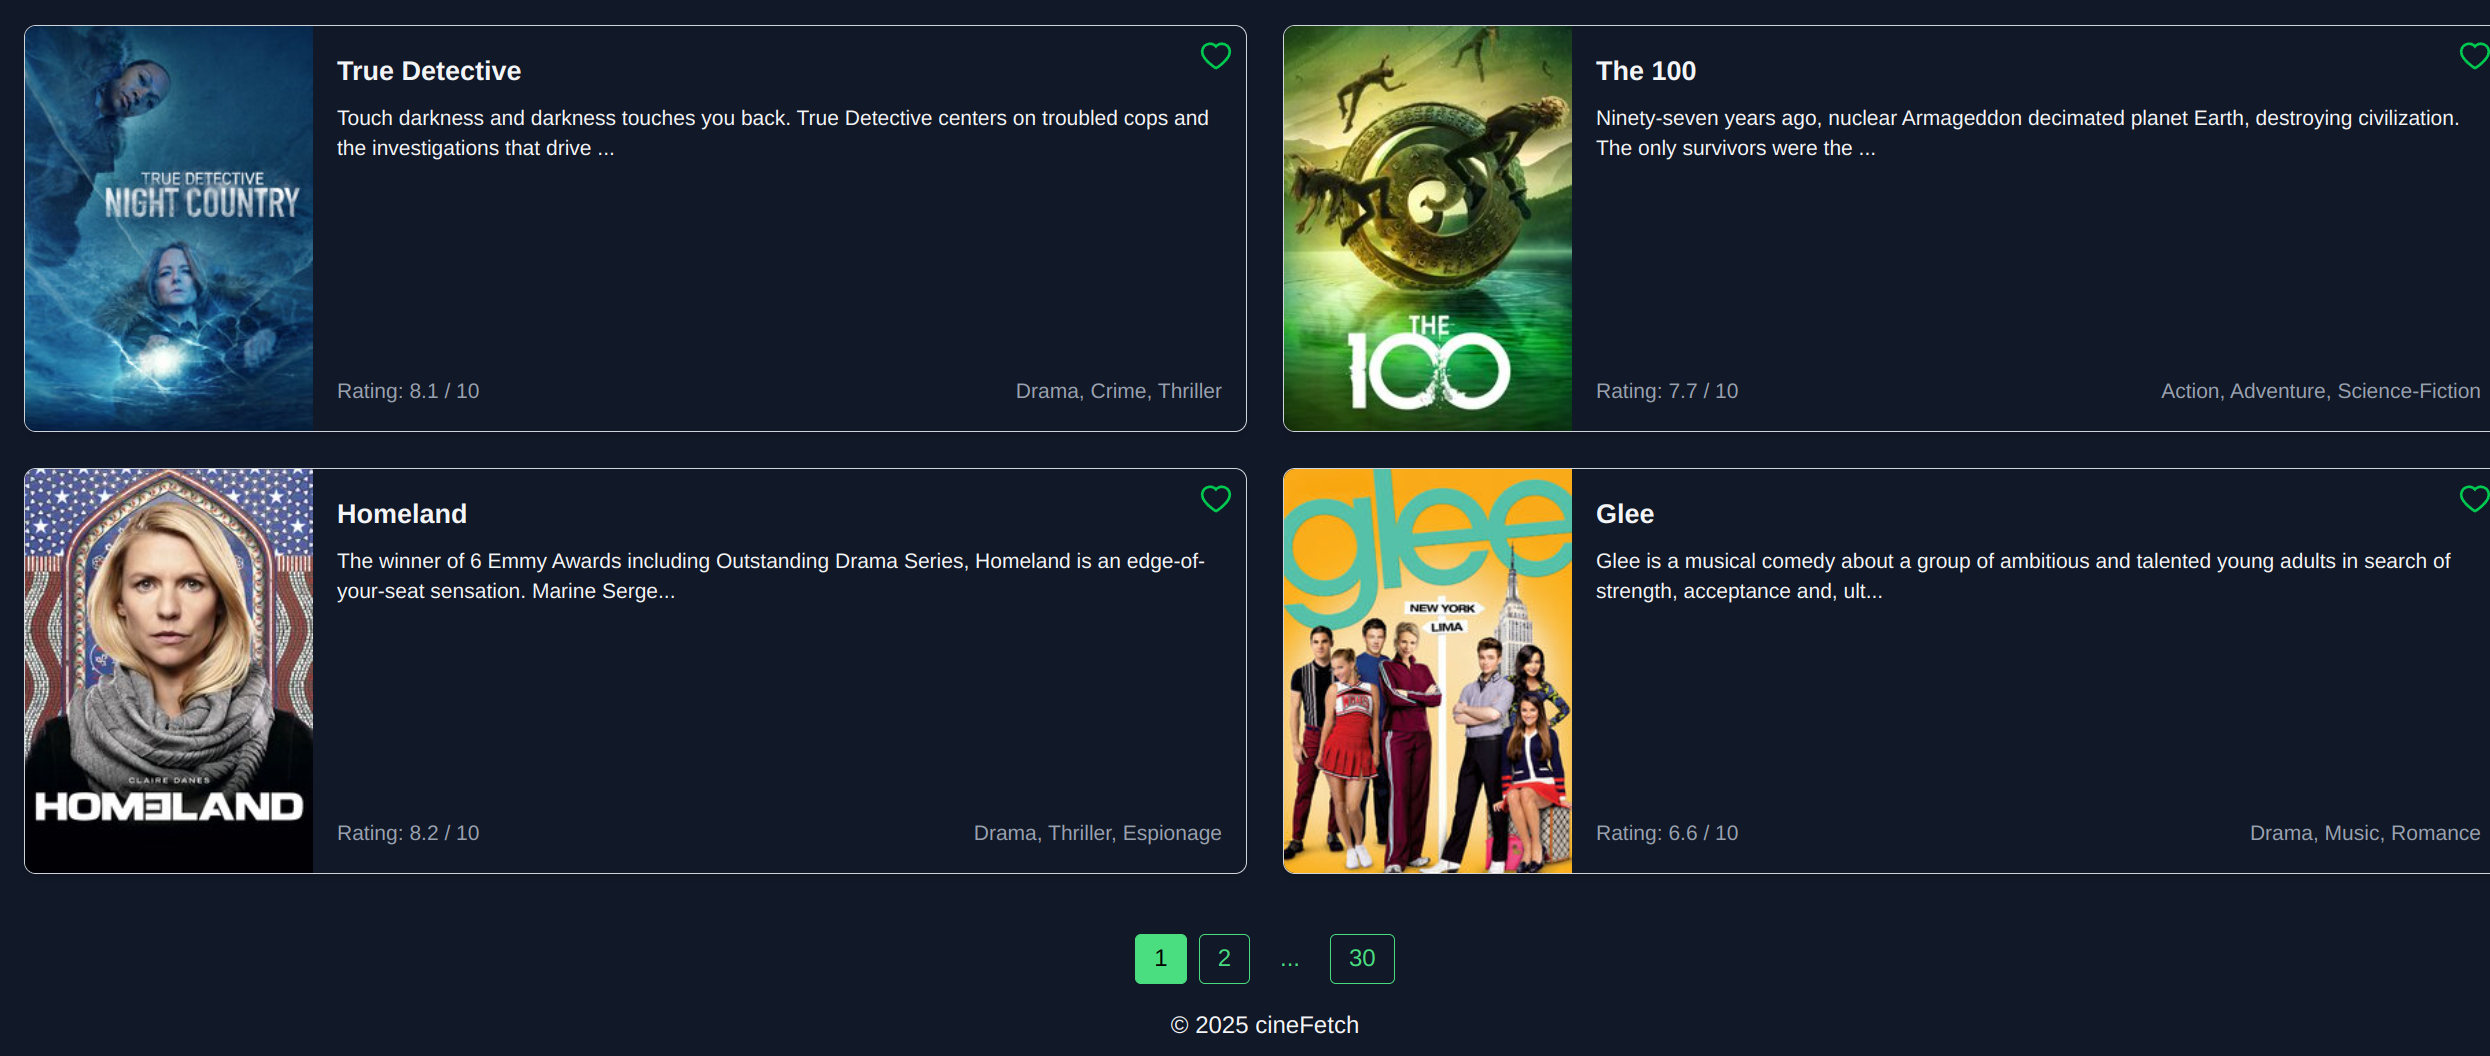 TRUE DETECTIVE
NIGHT COUNTRY
True Detective
Touch darkness and darkness touches you back. True Detective centers on troubled cops and
the investigations that drive ...
Rating: 8.1 / 10
Drama, Crime, Thriller
THE
100
The 100
Ninety-seven years ago, nuclear Armageddon decimated planet Earth, destroying civilization.
The only survivors were the ...
Rating: 7.7 / 10
Action, Adventure, Science-Fiction
CLAIRE DANES
HOMELAND
Homeland
The winner of 6 Emmy Awards including Outstanding Drama Series, Homeland is an edge-of-
your-seat sensation. Marine Serge...
Rating: 8.2 / 10
Drama, Thriller, Espionage
glee
NEW YORK
LIMA
Glee
Glee is a musical comedy about a group of ambitious and talented young adults in search of
strength, acceptance and, ult...
Rating: 6.6 / 10
Drama, Music, Romance
1 2 ... 30
© 2025 cineFetch